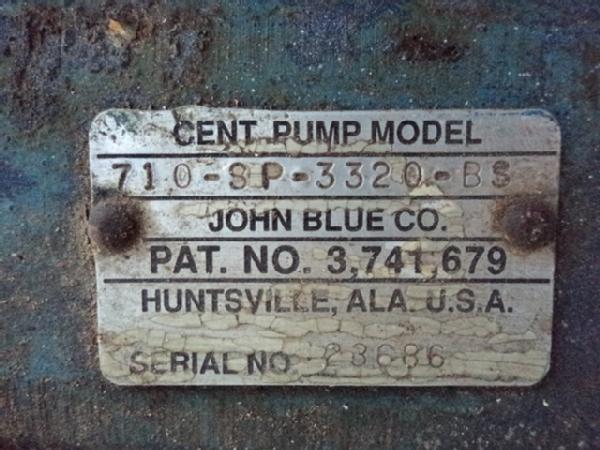 CENT. PUMP MODEL
710-SP-3320-BS
JOHN BLUE CO.
PAT. NO. 3,741,679
HUNTSVILLE, ALA. U.S.A.
SERIAL NO. 23686